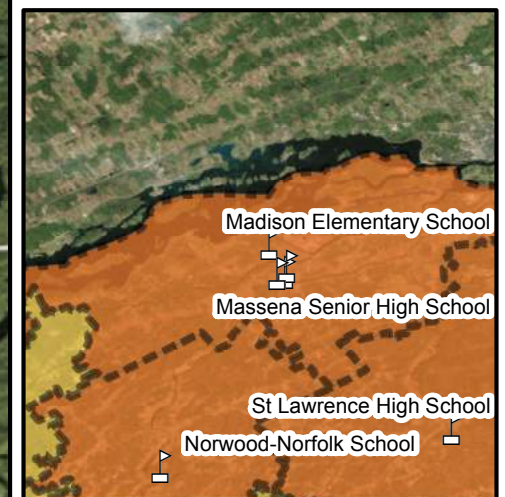 Madison Elementary School
Massena Senior High School
St Lawrence High School
Norwood-Norfolk School